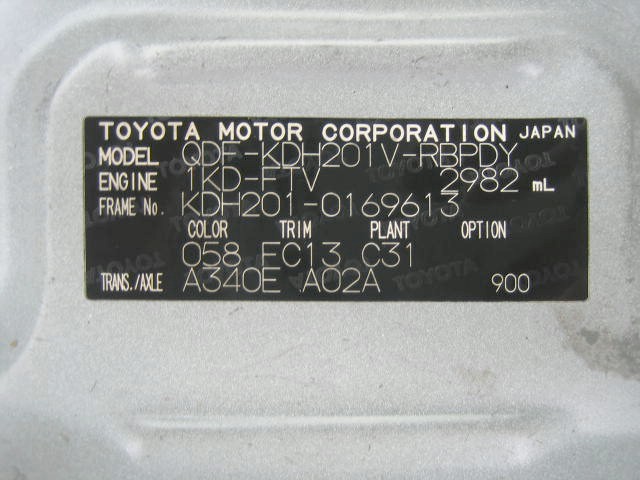 TOYOTA MOTOR CORPORATION JAPAN
MODEL QDF-KDH201V-RBPDY
ENGINE 1KD-FTV 2982 mL
FRAME No. KDH201-0169613
COLOR TRIM PLANT OPTION
058 FC13 C31
TRANS./AXLE A340E A02A 900